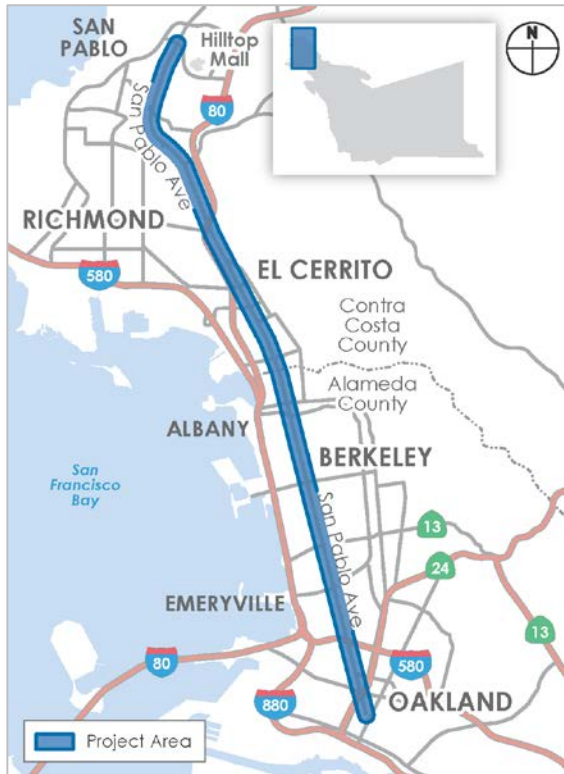 SAN
PABLO
Hilltop
Mall
N
80
San Pablo Ave
RICHMOND
580
EL CERRITO
Contra
Costa
County
Alameda
County
ALBANY
BERKELEY
San
Francisco
Bay
San Pablo Ave
13
24
EMERYVILLE
13
80
580
880
OAKLAND
Project Area